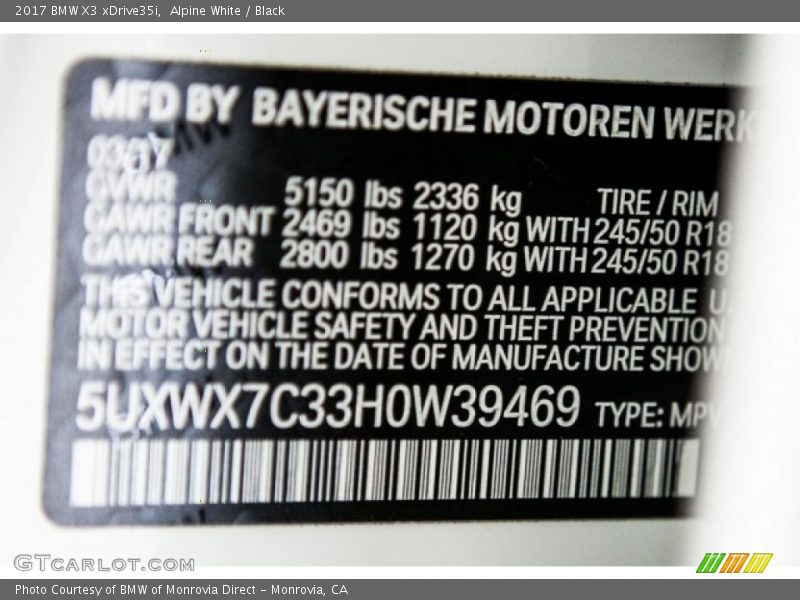 2017 BMW X3 xDrive35i, Alpine White / Black
MFD BY BAYERISCHE MOTOREN WERK
03/17
GVWR 5150 lbs 2336 kg TIRE / RIM
GAWR FRONT 2469 lbs 1120 kg WITH 245/50 R18
GAWR REAR 2800 lbs 1270 kg WITH 245/50 R18
THIS VEHICLE CONFORMS TO ALL APPLICABLE U.
MOTOR VEHICLE SAFETY AND THEFT PREVENTION
IN EFFECT ON THE DATE OF MANUFACTURE SHOW
5UXWX7C33H0W39469 TYPE: MPV
GTCARLOT.COM
Photo Courtesy of BMW of Monrovia Direct - Monrovia, CA